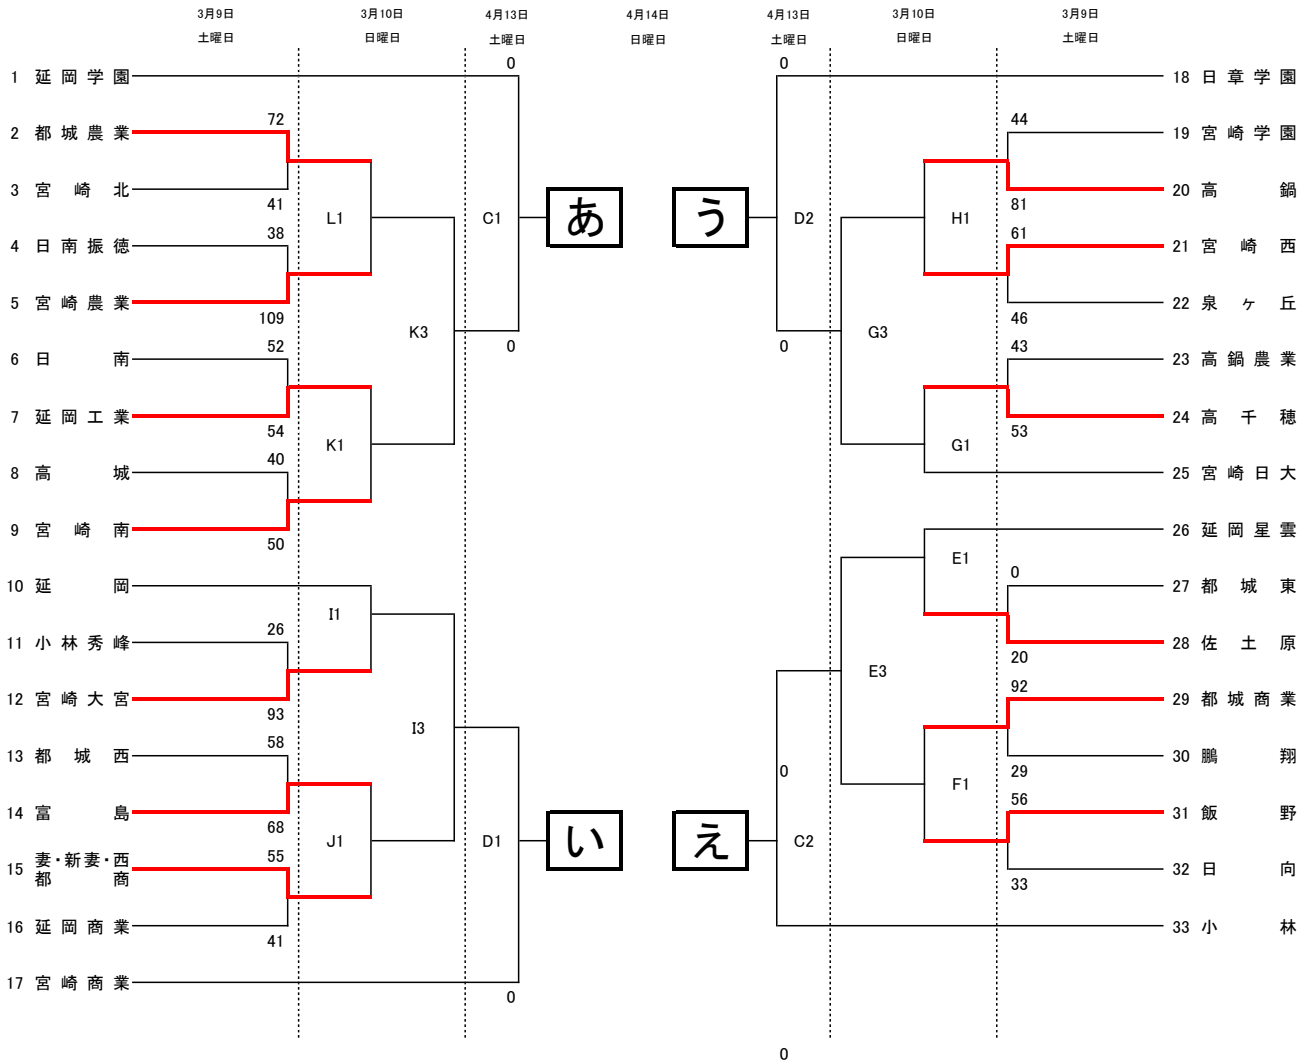 3月9日 3月10日 4月13日 4月14日 4月13日 3月10日 3月9日
土曜日 日曜日 土曜日 日曜日 土曜日 日曜日 土曜日
0
1 延岡学園
72
2 都城農業
3 宮崎北
41
38
4 日南振徳
5 宮崎農業
109
52
6 日南
7 延岡工業
54
40
8 高城
9 宮崎南
50
10 延岡
26
11 小林秀峰
12 宮崎大宮
93
58
13 都城西
14 富島
68
55
15 妻・新妻・西
都商
16 延岡商業
41
17 宮崎商業
0
L1
K1
K3
C1
0
I1
I3
J1
D1
あ
い
う
え
0
18 日章学園
44
19 宮崎学園
20 高鍋
81
61
21 宮崎西
22 泉ヶ丘
46
43
23 高鍋農業
24 高千穂
53
25 宮崎日大
26 延岡星雲
0
27 都城東
28 佐土原
20
92
29 都城商業
30 鵬翔
29
56
31 飯野
32 日向
33
33 小林
D2
H1
G3
0
G1
E1
E3
0
F1
C2
0